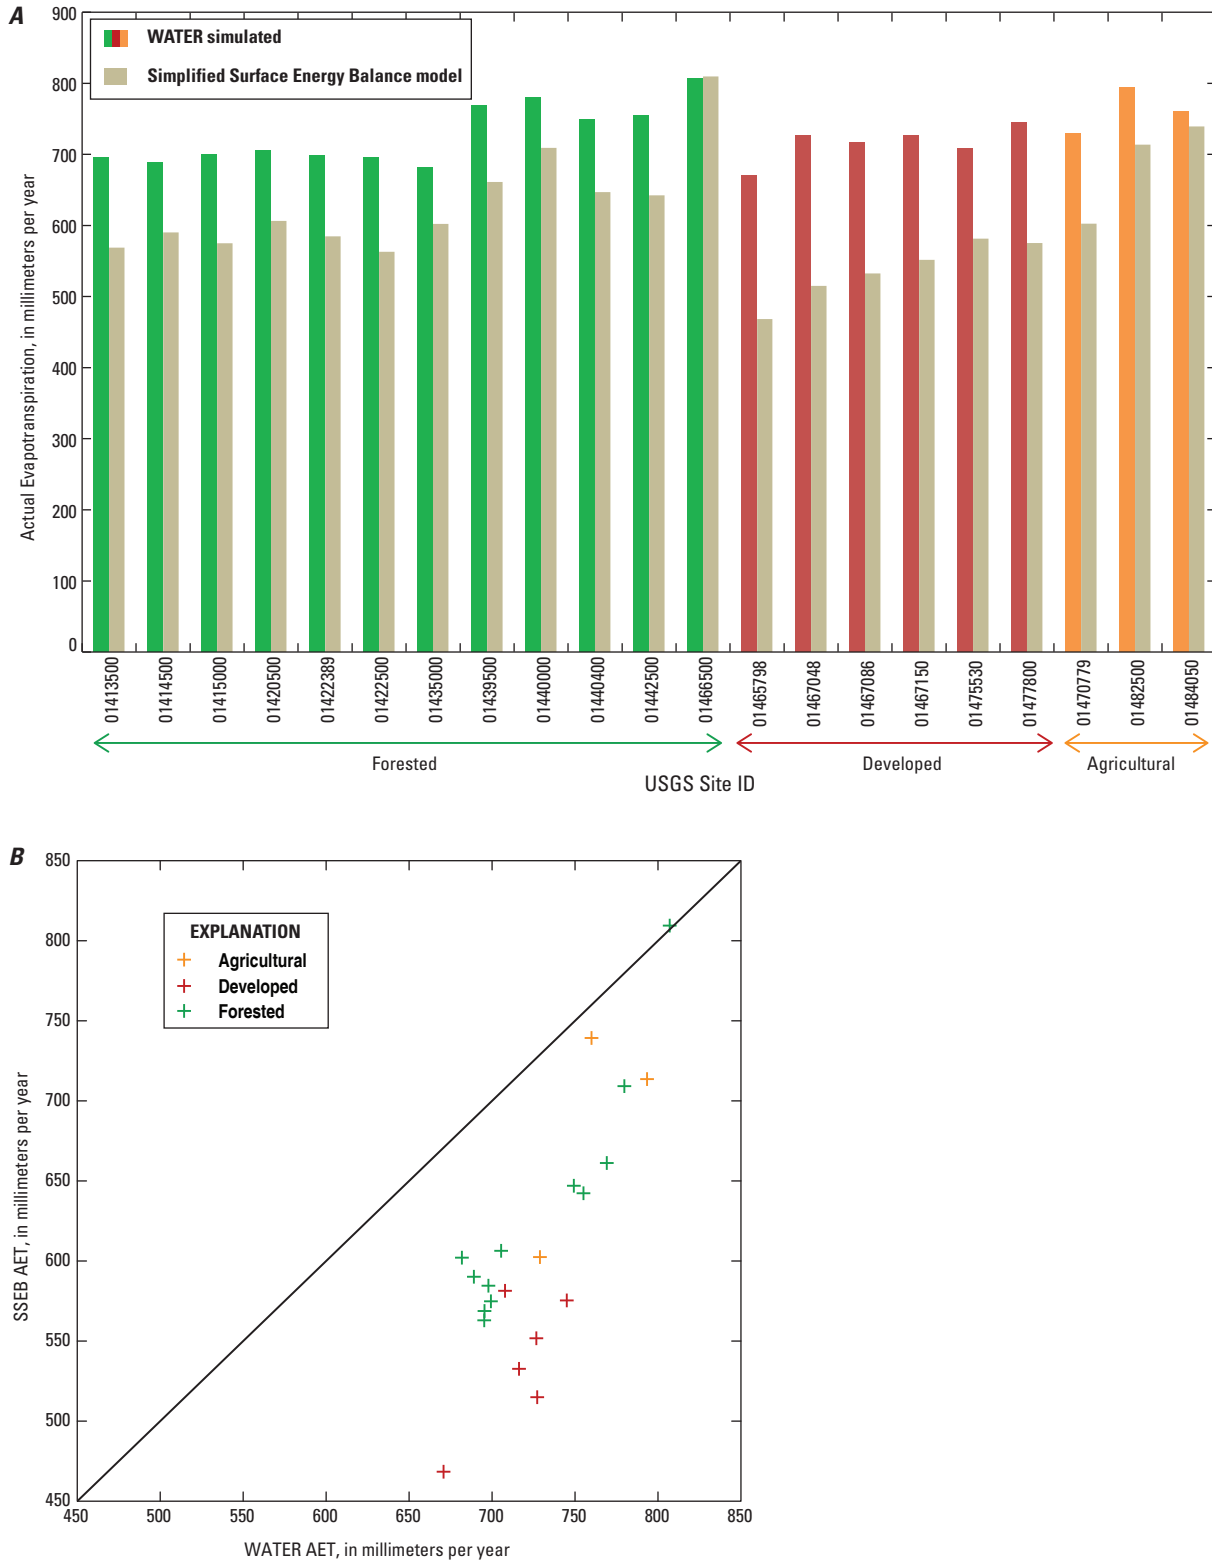 A
900
800
700
600
500
400
300
200
100
0
Actual Evapotranspiration, in millimeters per year
WATER simulated
Simplified Surface Energy Balance model
01413500
01414500
01415000
01420500
01422389
01422500
01435000
01439500
01440000
01440400
01442500
01466500
01465798
01467048
01467086
01467150
01475530
01477800
01470779
01482500
01484050
Forested
Developed
Agricultural
USGS Site ID
B
850
800
750
700
650
600
550
500
450
SSEB AET, in millimeters per year
EXPLANATION
Agricultural
Developed
Forested
450 500 550 600 650 700 750 800 850
WATER AET, in millimeters per year